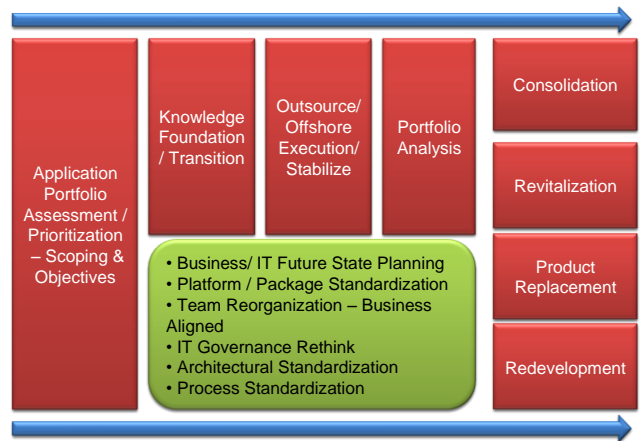 Application
Portfolio
Assessment /
Prioritization
– Scoping &
Objectives
Knowledge
Foundation
/ Transition
Outsource/
Offshore
Execution/
Stabilize
Portfolio
Analysis
• Business/ IT Future State Planning
• Platform / Package Standardization
• Team Reorganization – Business
Aligned
• IT Governance Rethink
• Architectural Standardization
• Process Standardization
Consolidation
Revitalization
Product
Replacement
Redevelopment